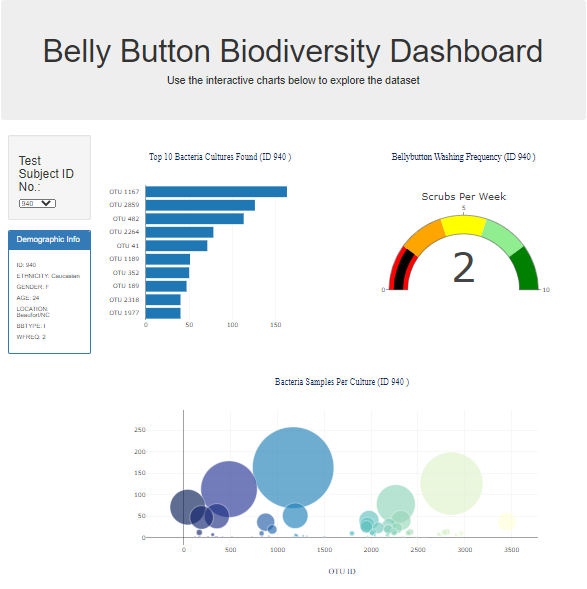 Belly Button Biodiversity Dashboard
Use the interactive charts below to explore the dataset
Test
Subject ID
No.:
940
Demographic Info
ID: 940
ETHNICITY: Caucasian
GENDER: F
AGE: 24
LOCATION:
Beaufort/NC
BBTYPE: I
WFREQ: 2
Top 10 Bacteria Cultures Found (ID 940 )
OTU 1167
OTU 2859
OTU 482
OTU 2264
OTU 41
OTU 1189
OTU 352
OTU 189
OTU 2318
OTU 1977
0 50 100 150
Bellybutton Washing Frequency (ID 940 )
Scrubs Per Week
5
0
10
2
Bacteria Samples Per Culture (ID 940 )
250
200
150
100
50
0
0 500 1000 1500 2000 2500 3000 3500
OTU ID